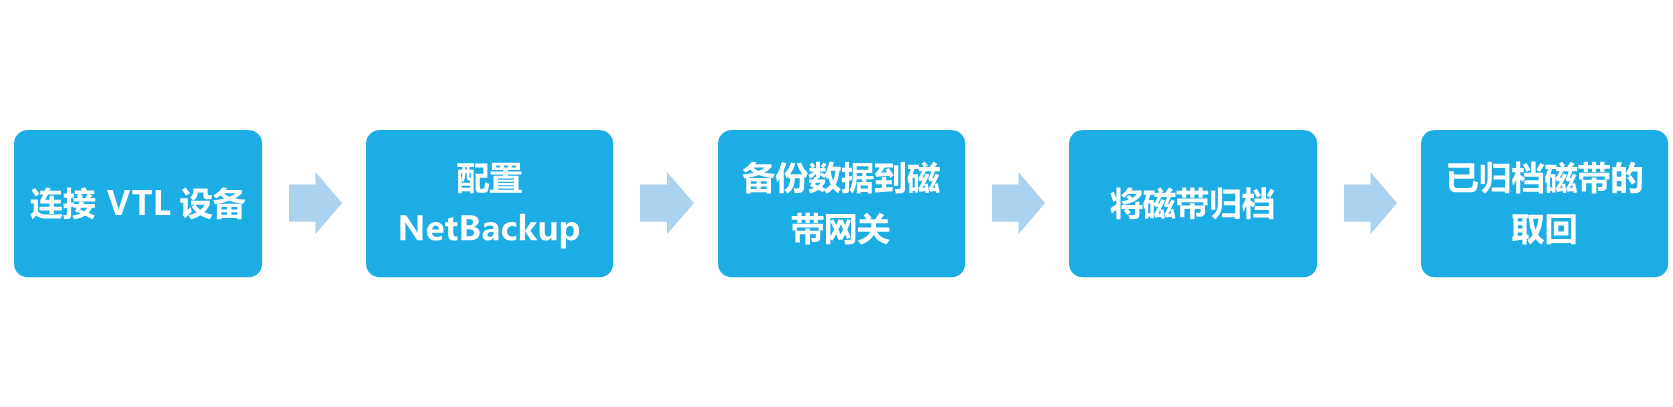 连接 VTL 设备
配置
NetBackup
备份数据到磁
带网关
将磁带归档
已归档磁带的
取回